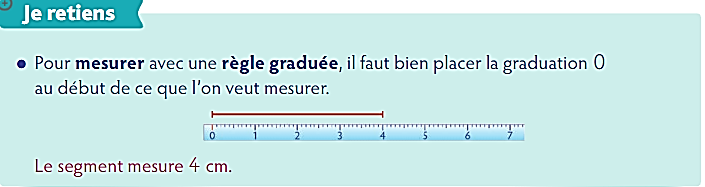 Je retiens
• Pour mesurer avec une règle graduée, il faut bien placer la graduation 0
au début de ce que l'on veut mesurer.
0 1 2 3 4 5 6 7
Le segment mesure 4 cm.